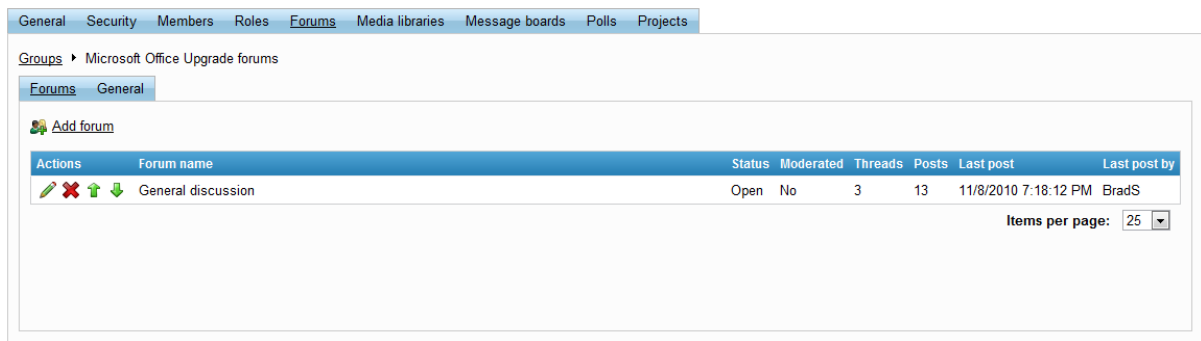 General Security Members Roles Forums Media libraries Message boards Polls Projects
Groups Microsoft Office Upgrade forums
Forums General
Add forum
Actions Forum name Status Moderated Threads Posts Last post Last post by
General discussion Open No 3 13 11/8/2010 7:18:12 PM BradS
Items per page: 25